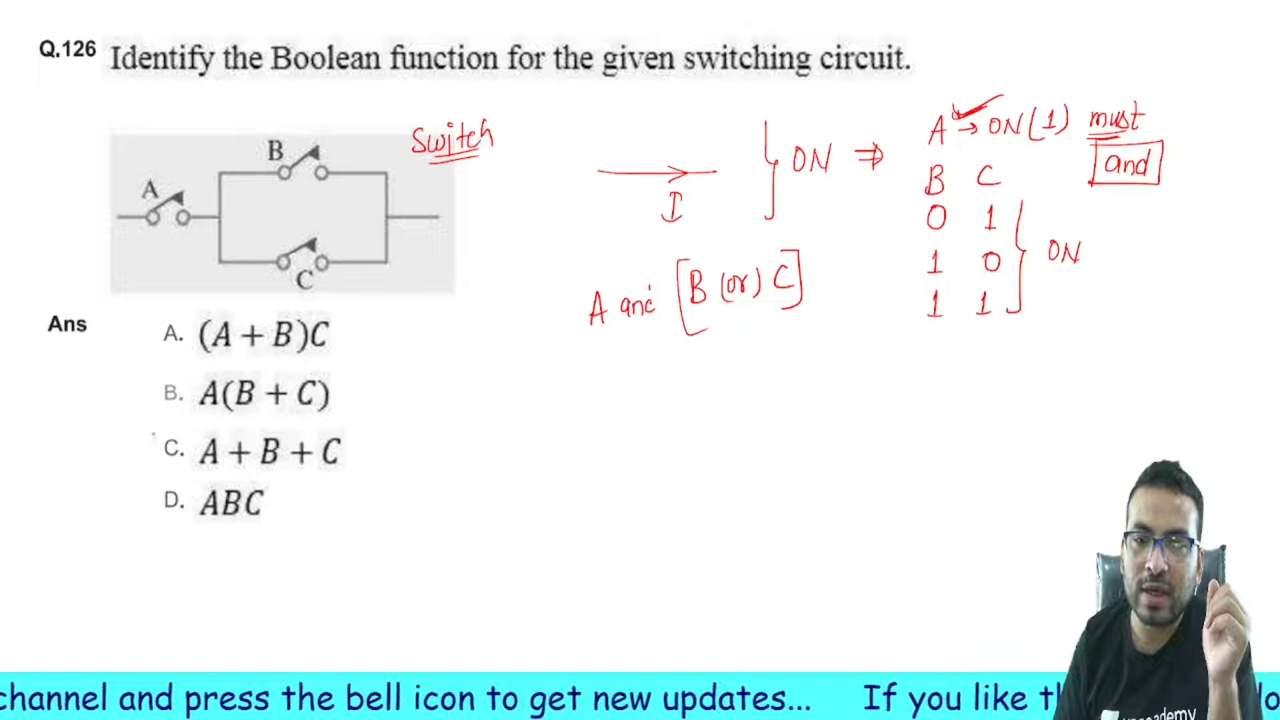 Q.126 Identify the Boolean function for the given switching circuit.
Switch
A
B
C
I
} ON ⇒
A → ON (1) must
and
B C
0 1
1 0
1 1
} ON
A and [B (or) C]
Ans
A. (A + B)C
B. A(B + C)
C. A + B + C
D. ABC
channel and press the bell icon to get new updates... If you like